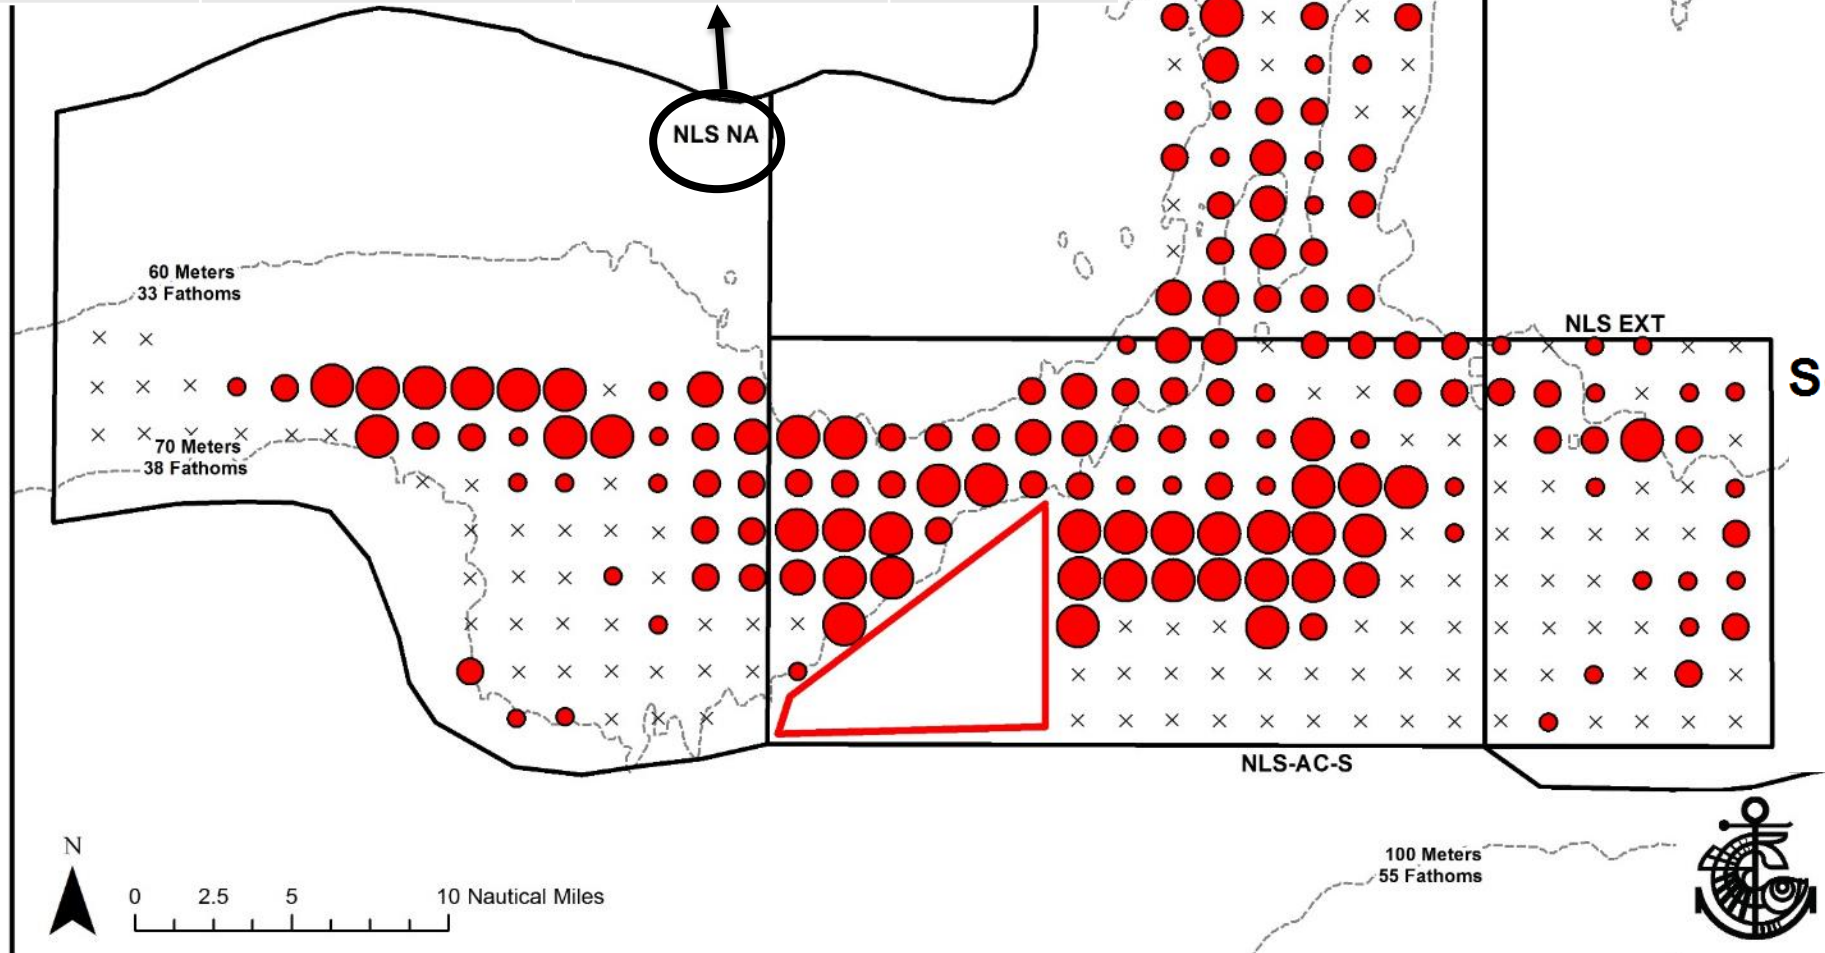 NLS NA
60 Meters
33 Fathoms
NLS EXT
S
70 Meters
38 Fathoms
NLS-AC-S
N
0 2.5 5 10 Nautical Miles
100 Meters
55 Fathoms